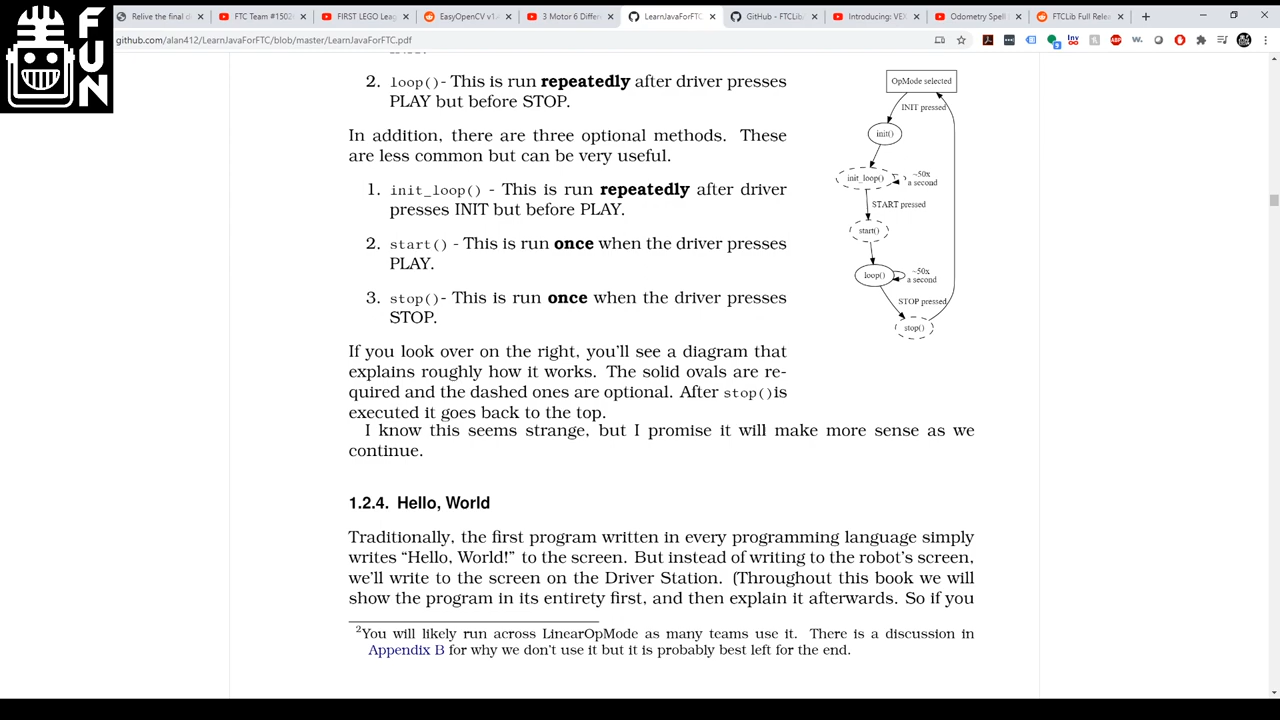 FUN
Relive the final d
FTC Team #1502
FIRST LEGO Leag
EasyOpenCV v1.
3 Motor 6 Differ
LearnJavaForFTC
GitHub - FTCLib
Introducing: VEX
Odometry Spell
FTCLib Full Relea
github.com/alan412/LearnJavaForFTC/blob/master/LearnJavaForFTC.pdf
2. loop()- This is run repeatedly after driver presses
PLAY but before STOP.
In addition, there are three optional methods. These
are less common but can be very useful.
1. init_loop() - This is run repeatedly after driver
presses INIT but before PLAY.
2. start() - This is run once when the driver presses
PLAY.
3. stop()- This is run once when the driver presses
STOP.
If you look over on the right, you'll see a diagram that
explains roughly how it works. The solid ovals are re-
quired and the dashed ones are optional. After stop()is
executed it goes back to the top.
OpMode selected
INIT pressed
init()
init_loop()
~50x
a second
START pressed
start()
loop()
~50x
a second
STOP pressed
stop()
I know this seems strange, but I promise it will make more sense as we
continue.
1.2.4. Hello, World
Traditionally, the first program written in every programming language simply
writes “Hello, World!” to the screen. But instead of writing to the robot's screen,
we'll write to the screen on the Driver Station. (Throughout this book we will
show the program in its entirety first, and then explain it afterwards. So if you
2You will likely run across LinearOpMode as many teams use it. There is a discussion in
Appendix B for why we don't use it but it is probably best left for the end.